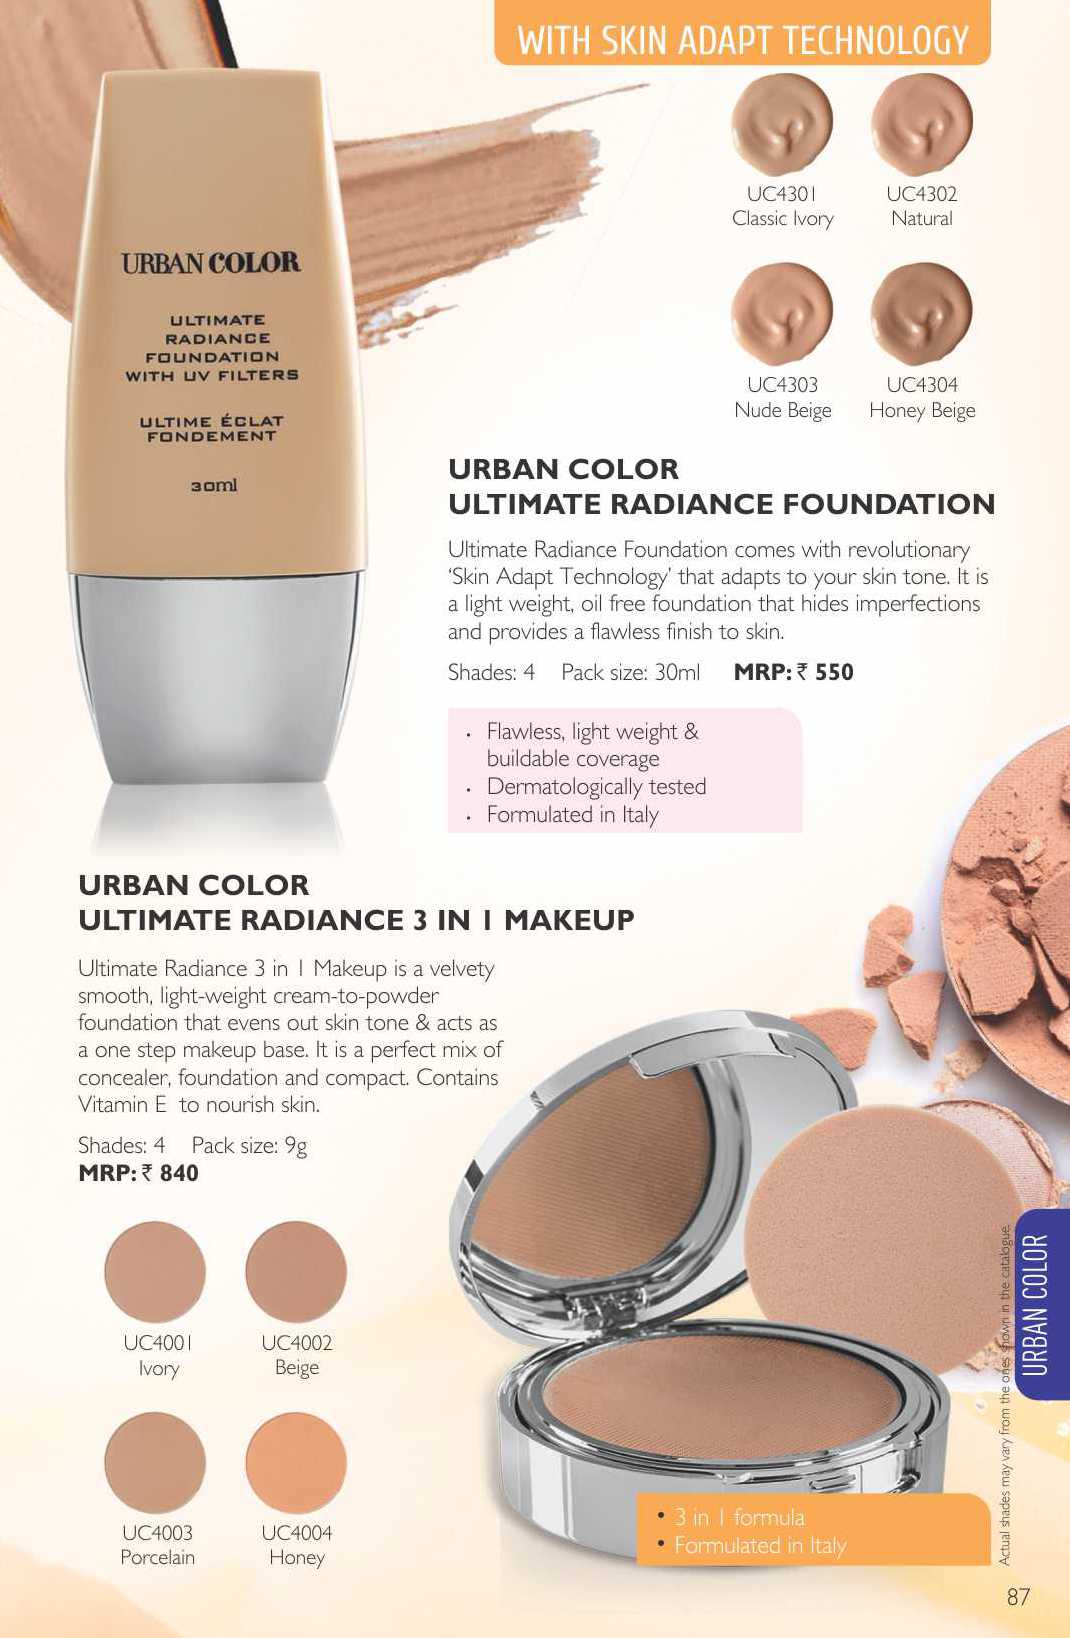 WITH SKIN ADAPT TECHNOLOGY
UC4301
Classic Ivory
UC4302
Natural
UC4303
Nude Beige
UC4304
Honey Beige
URBAN COLOR
ULTIMATE
RADIANCE
FOUNDATION
WITH UV FILTERS
ULTIME ÉCLAT
FONDEMENT
30ml
URBAN COLOR
ULTIMATE RADIANCE FOUNDATION
Ultimate Radiance Foundation comes with revolutionary
‘Skin Adapt Technology’ that adapts to your skin tone. It is
a light weight, oil free foundation that hides imperfections
and provides a flawless finish to skin.
Shades: 4 Pack size: 30ml MRP: ₹ 550
• Flawless, light weight &
buildable coverage
• Dermatologically tested
• Formulated in Italy
URBAN COLOR
ULTIMATE RADIANCE 3 IN 1 MAKEUP
Ultimate Radiance 3 in 1 Makeup is a velvety
smooth, light-weight cream-to-powder
foundation that evens out skin tone & acts as
a one step makeup base. It is a perfect mix of
concealer, foundation and compact. Contains
Vitamin E to nourish skin.
Shades: 4 Pack size: 9g
MRP: ₹ 840
UC4001
Ivory
UC4002
Beige
UC4003
Porcelain
UC4004
Honey
• 3 in 1 formula
• Formulated in Italy
Actual shades may vary from the ones shown in the catalogue.
URBAN COLOR
87